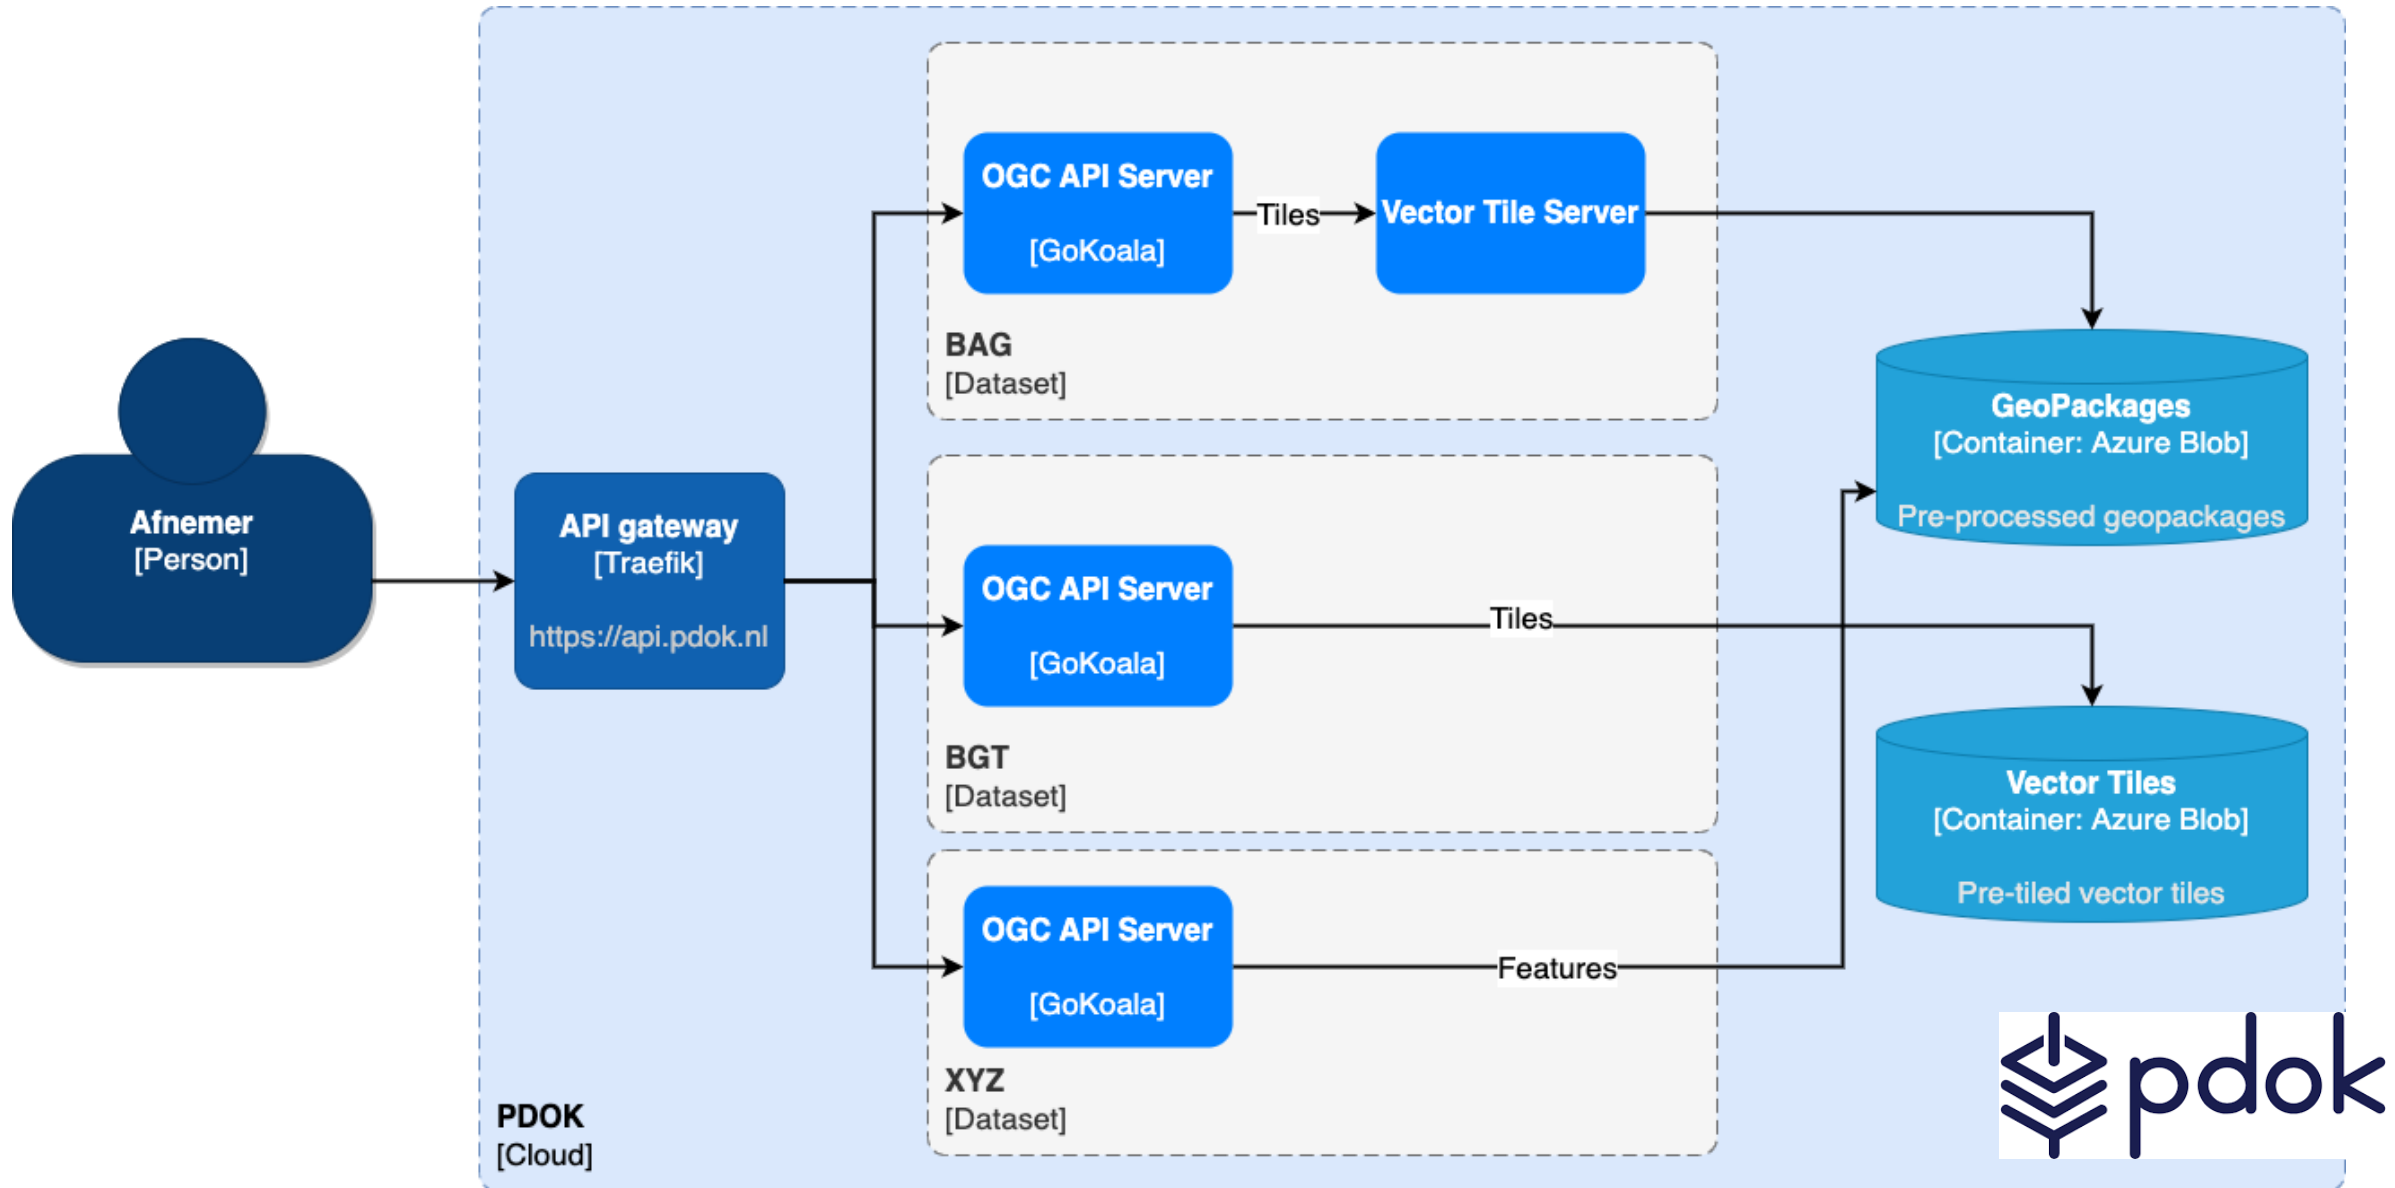 Afnemer
[Person]
API gateway
[Traefik]
https://api.pdok.nl
OGC API Server
[GoKoala]
Tiles
Vector Tile Server
BAG
[Dataset]
OGC API Server
[GoKoala]
Tiles
BGT
[Dataset]
OGC API Server
[GoKoala]
Features
XYZ
[Dataset]
GeoPackages
[Container: Azure Blob]
Pre-processed geopackages
Vector Tiles
[Container: Azure Blob]
Pre-tiled vector tiles
PDOK
[Cloud]
pdok